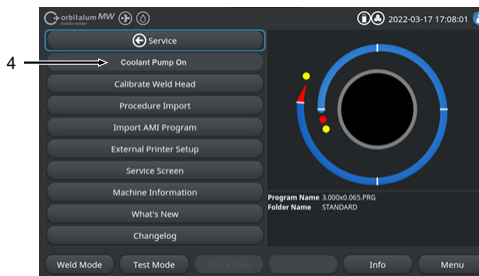 orbitalum MW
mobile welder
2022-03-17 17:08:01
Service
4
Coolant Pump On
Calibrate Weld Head
Procedure Import
Import AMI Program
External Printer Setup
Service Screen
Machine Information
What's New
Changelog
Program Name 3.000x0.065.PRG
Folder Name STANDARD
Weld Mode
Test Mode
Info
Menu